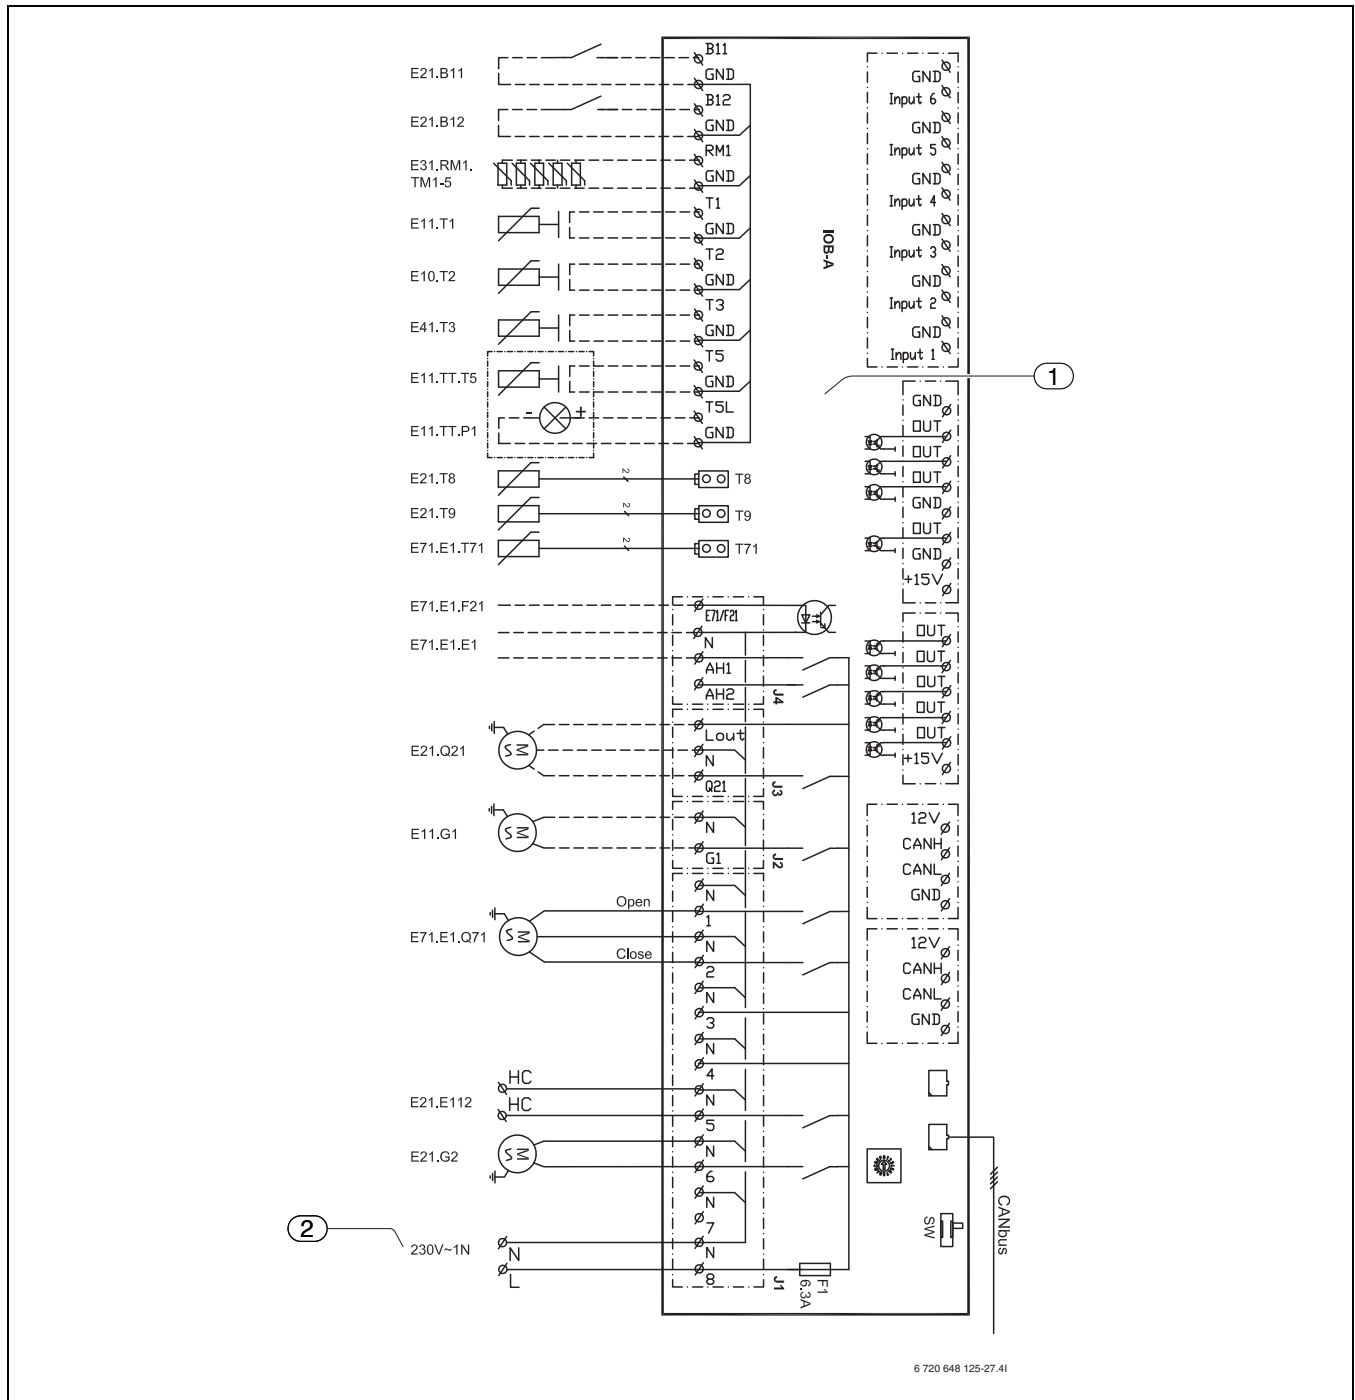 E21.B11
E21.B12
E31.RM1.
TM1-5
E11.T1
E10.T2
E41.T3
E11.TT.T5
E11.TT.P1
- +
E21.T8
E21.T9
E71.E1.T71
E71.E1.F21
E71.E1.E1
E21.Q21
E11.G1
E71.E1.Q71
E21.E112
E21.G2
230V~1N
2
2
2
2
M
M
M
M
Open
Close
HC
HC
N
L
B11
GND
B12
GND
RM1
GND
T1
GND
T2
GND
T3
GND
T5
GND
T5L
GND
T8
T9
T71
E71/F21
N
AH1
AH2
J4
Lout
N
Q21
J3
N
G1
J2
N
1
N
2
N
3
N
4
N
5
N
6
N
7
N
8
J1
F1
6.3A
IOB-A
1
GND
Input 6
GND
Input 5
GND
Input 4
GND
Input 3
GND
Input 2
GND
Input 1
GND
OUT
OUT
OUT
GND
OUT
GND
+15V
OUT
OUT
OUT
OUT
OUT
+15V
12V
CANH
CANL
GND
12V
CANH
CANL
GND
SW
CANbus
6 720 648 125-27.4I